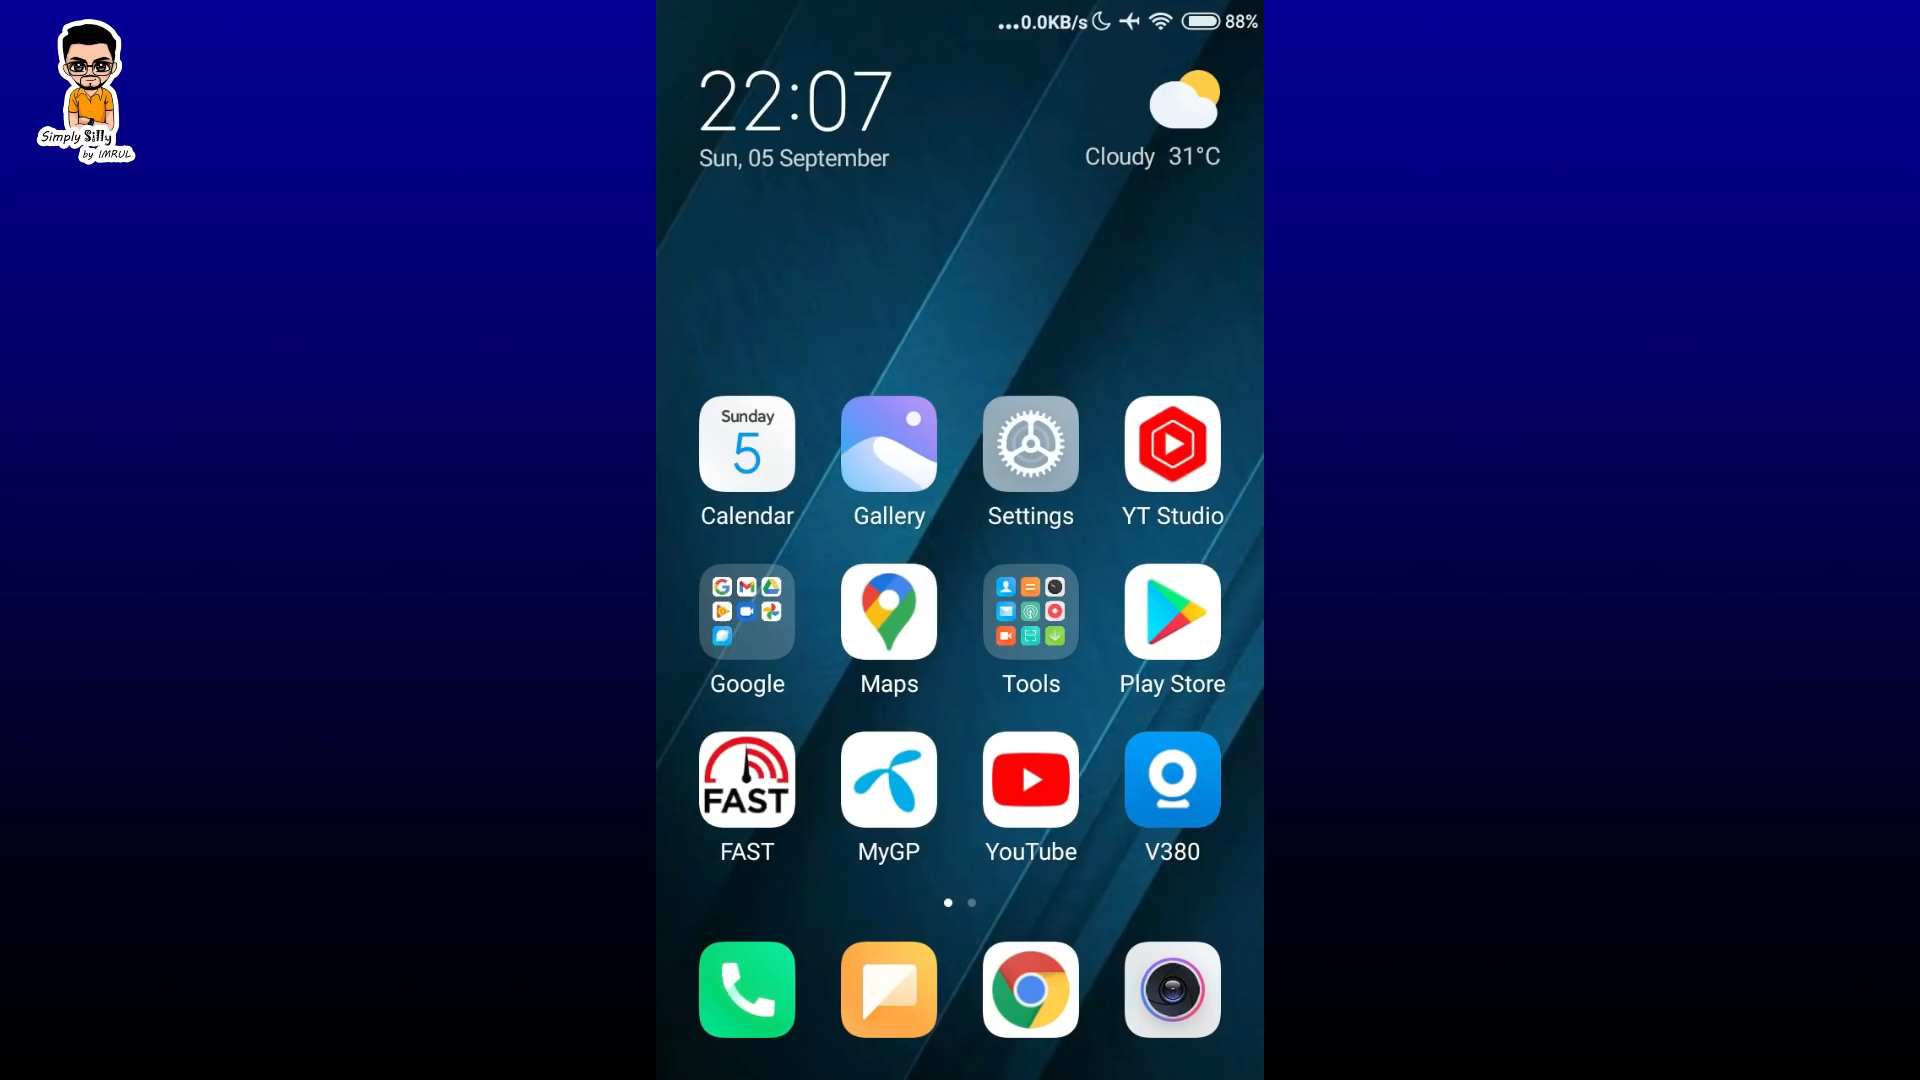 Simply Silly
by IMRUL
...0.0KB/s 88%
22:07
Sun, 05 September
Cloudy 31°C
Sunday
5
Calendar Gallery Settings YT Studio
Google Maps Tools Play Store
FAST
FAST MyGP YouTube V380